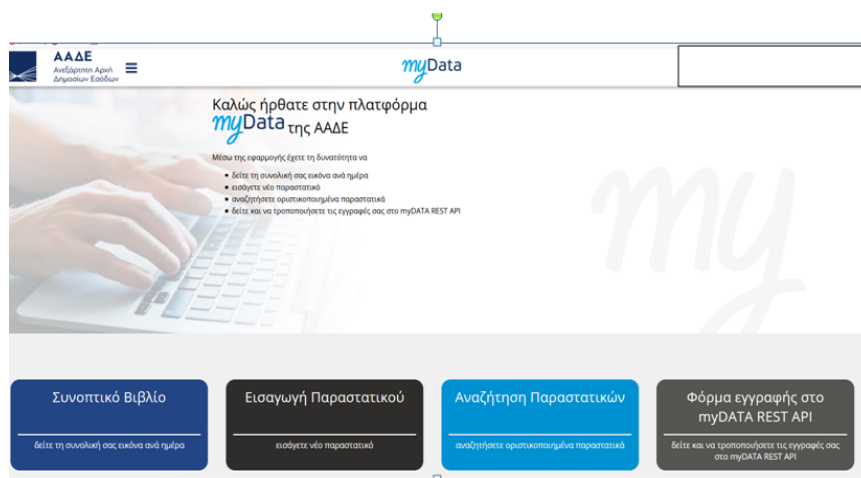 ΑΑΔΕ
Ανεξάρτητη Αρχή
Δημοσίων Εσόδων
myData
Καλώς ήρθατε στην πλατφόρμα
myData της ΑΑΔΕ
Μέσω της εφαρμογής έχετε τη δυνατότητα να
• δείτε τη συνολική σας εικόνα ανά ημέρα
• εισάγετε νέο παραστατικό
• αναζητήσετε οριστικοποιημένα παραστατικά
• δείτε και να τροποποιήσετε τις εγγραφές σας στο myDATA REST API
my
Συνοπτικό Βιβλίο
δείτε τη συνολική σας εικόνα ανά ημέρα
Εισαγωγή Παραστατικού
εισάγετε νέο παραστατικό
Αναζήτηση Παραστατικών
αναζητήσετε οριστικοποιημένα παραστατικά
Φόρμα εγγραφής στο
myDATA REST API
δείτε και να τροποποιήσετε τις εγγραφές σας
στο myDATA REST API